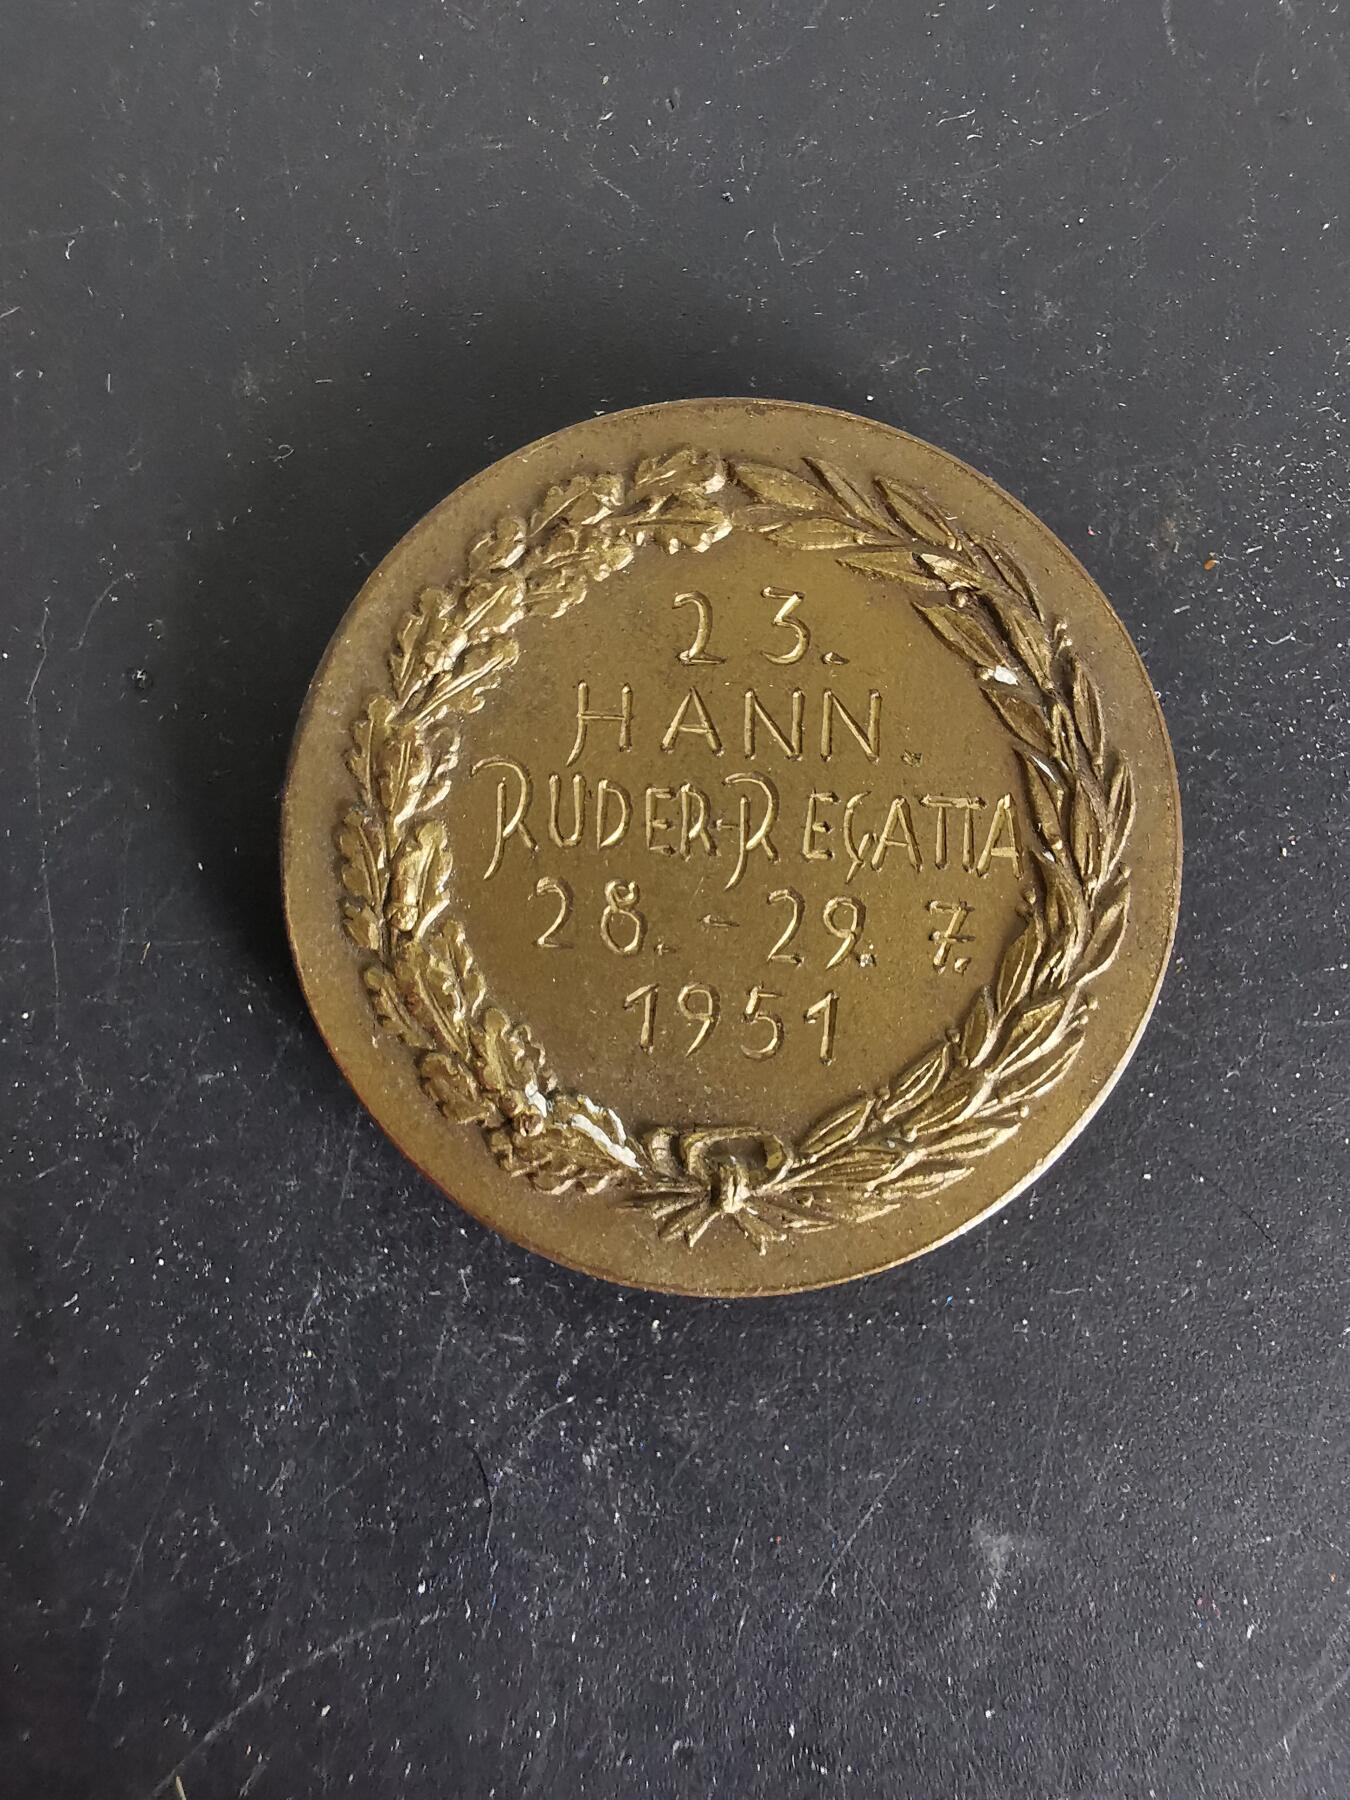 23.
HANN.
RUDER-REGATTA
28. - 29. 7.
1951